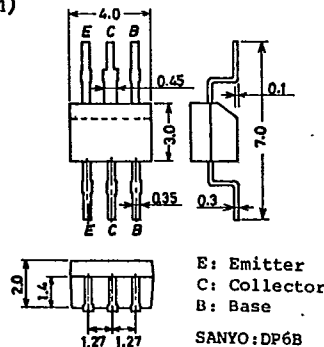 n)
4.0
E C B
0.45
0.1
3.0
7.0
0.35
0.3
E C B
2.0
1.4
1.27 1.27
E: Emitter
C: Collector
B: Base
SANYO:DP6B